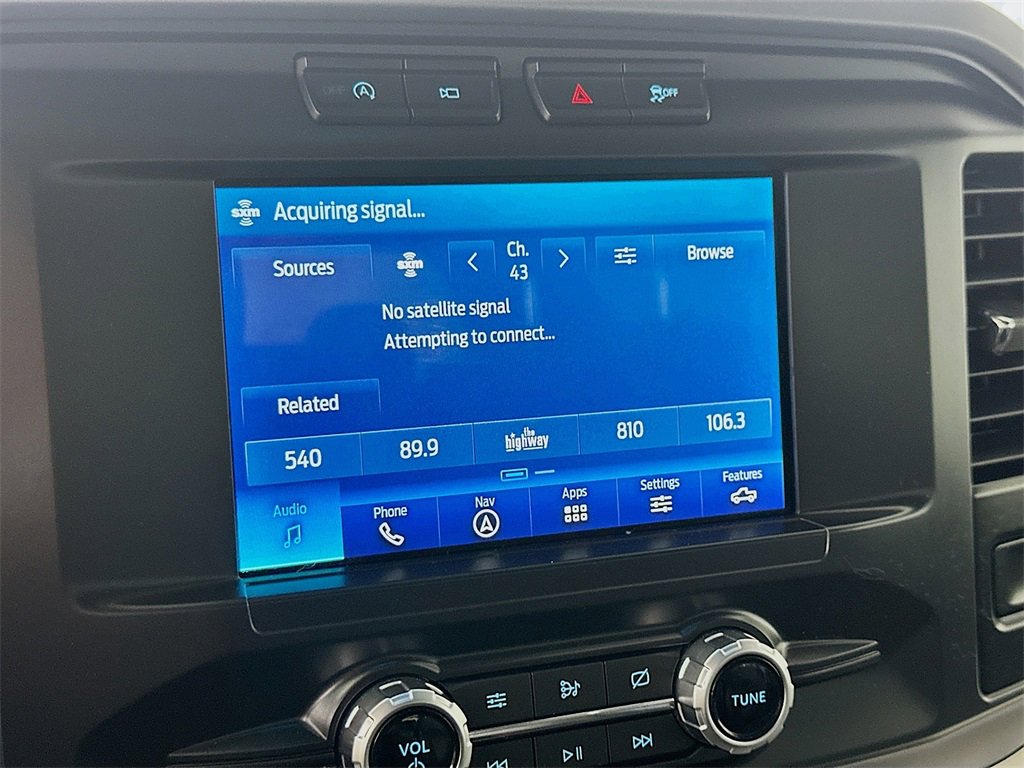 OFF A
OFF
sxm Acquiring signal...
Sources sxm Ch. 43 Browse
No satellite signal
Attempting to connect...
Related
540 89.9 the highway 810 106.3
Audio Phone Nav Apps Settings Features
VOL TUNE